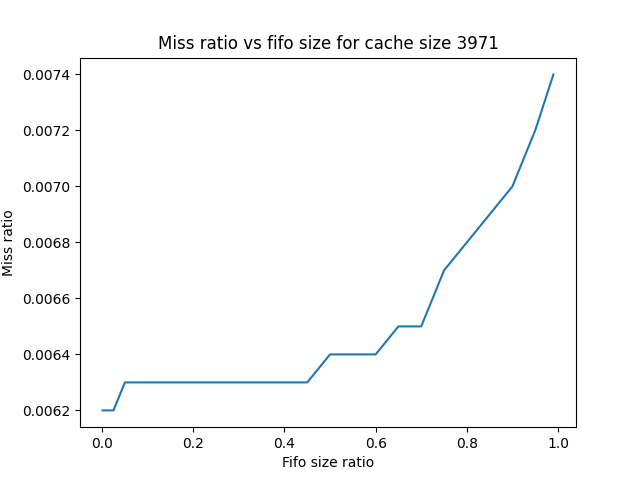 Miss ratio vs fifo size for cache size 3971
0.0074
0.0072
0.0070
0.0068
0.0066
0.0064
0.0062
Miss ratio
0.0 0.2 0.4 0.6 0.8 1.0
Fifo size ratio